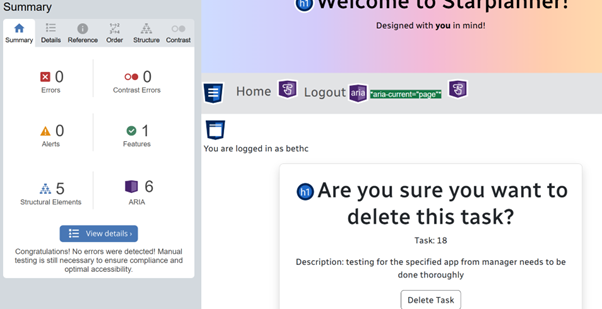 Summary
Summary Details Reference Order Structure Contrast
0 Errors
0 Contrast Errors
0 Alerts
1 Features
5 Structural Elements
6 ARIA
View details ›
Congratulations! No errors were detected! Manual
testing is still necessary to ensure compliance and
optimal accessibility.
h1 Welcome to Starplanner!
Designed with you in mind!
Home Logout aria *aria-current="page"*
You are logged in as bethc
h1 Are you sure you want to
delete this task?
Task: 18
Description: testing for the specified app from manager needs to be
done thoroughly
Delete Task